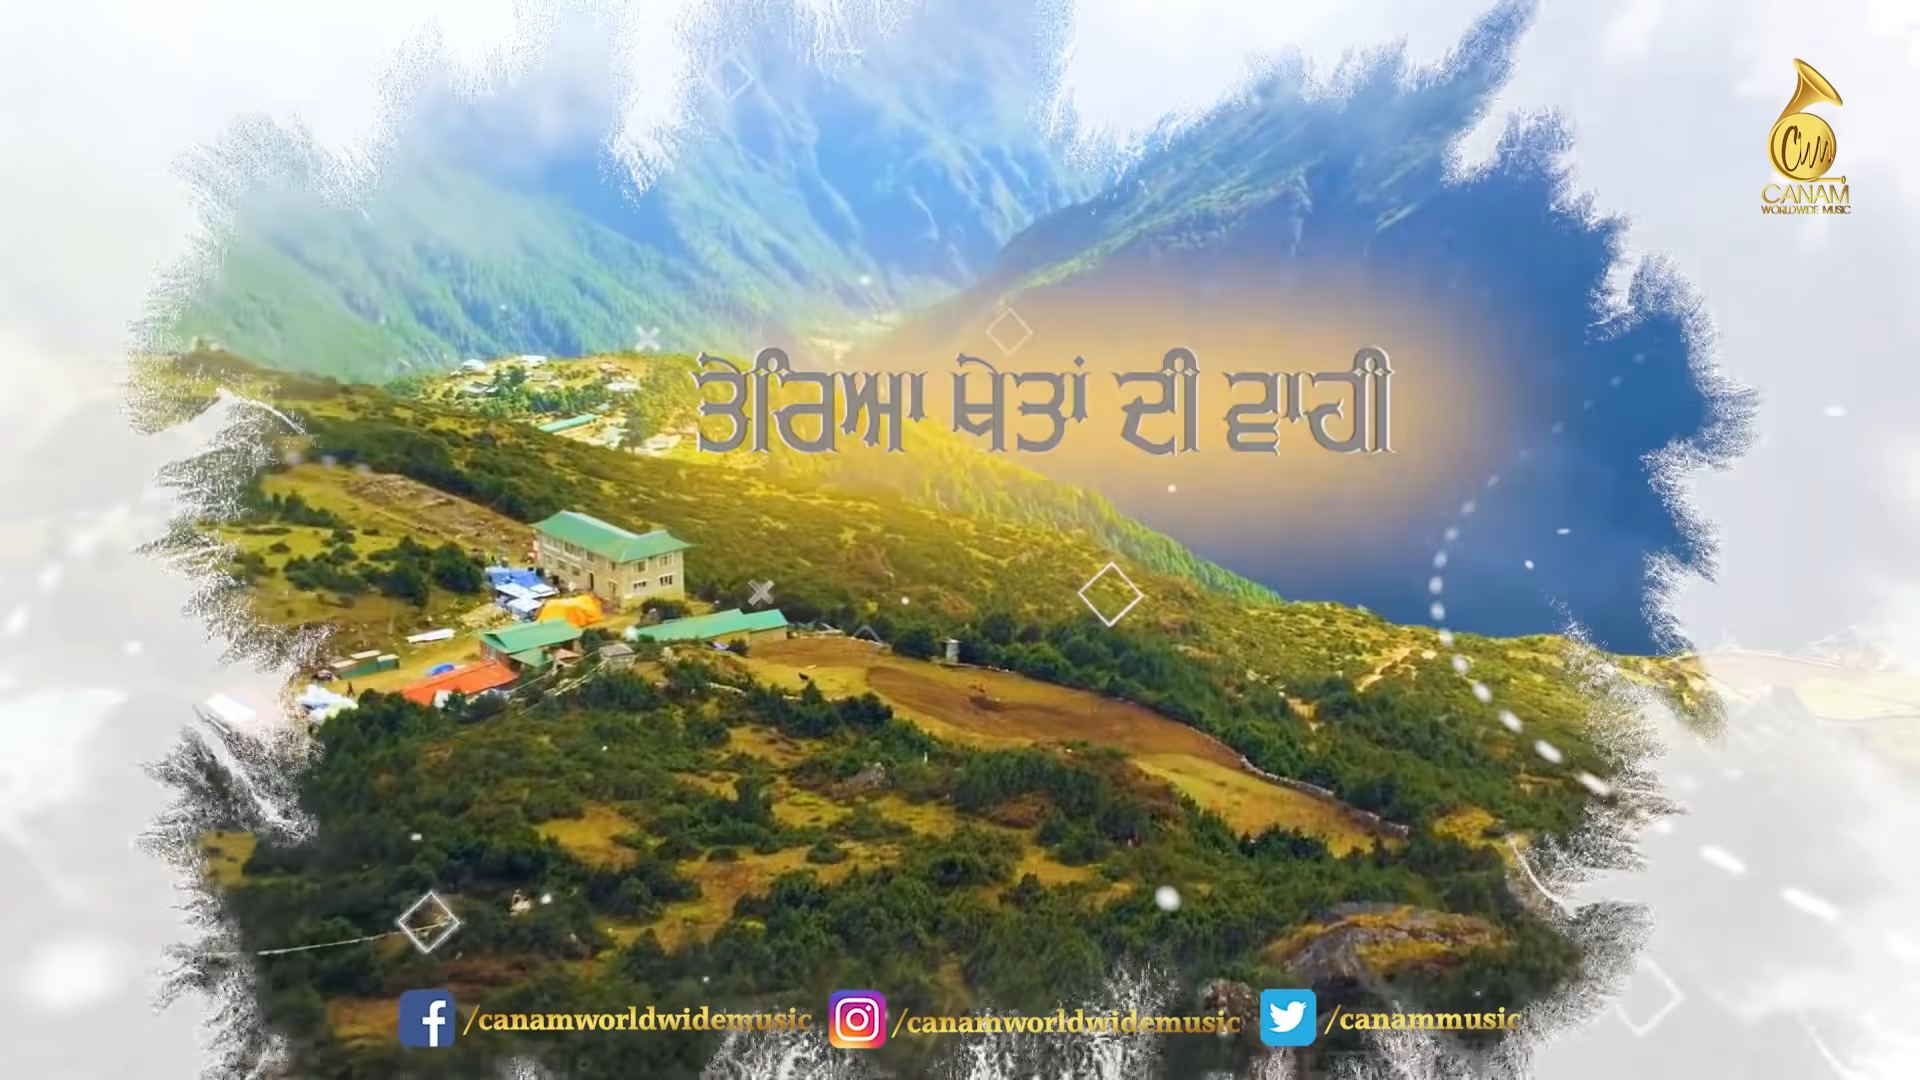 CANAM
WORLDWIDE MUSIC
ਤੇਰਿਆ ਖੇਤਾਂ ਦੀ ਵਾਹੀ
/canamworldwidemusic /canamworldwidemusic /canammusic